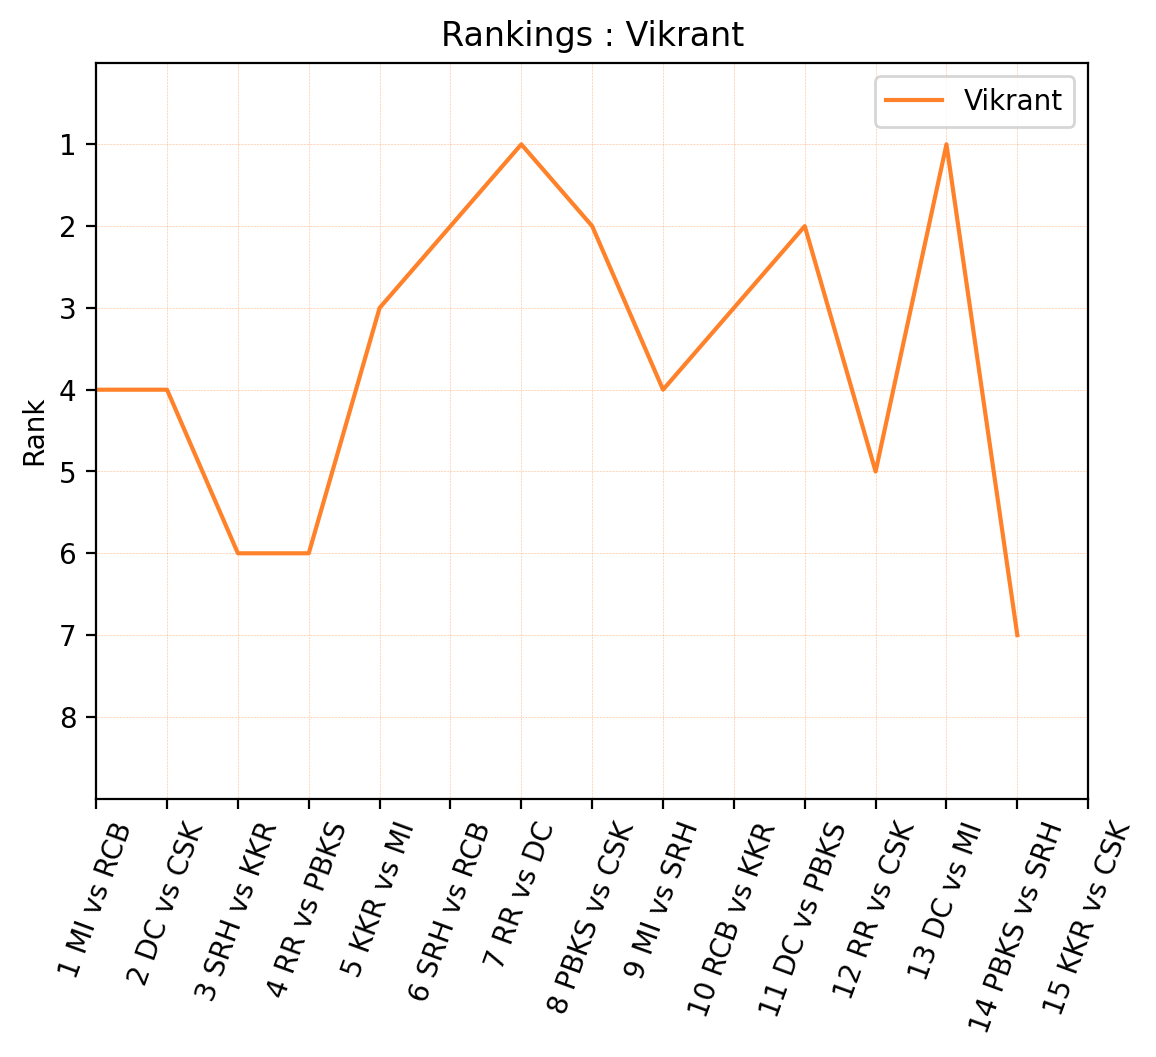 Rankings : Vikrant
Vikrant
Rank
1
2
3
4
5
6
7
8
1 MI vs RCB
2 DC vs CSK
3 SRH vs KKR
4 RR vs PBKS
5 KKR vs MI
6 SRH vs RCB
7 RR vs DC
8 PBKS vs CSK
9 MI vs SRH
10 RCB vs KKR
11 DC vs PBKS
12 RR vs CSK
13 DC vs MI
14 PBKS vs SRH
15 KKR vs CSK